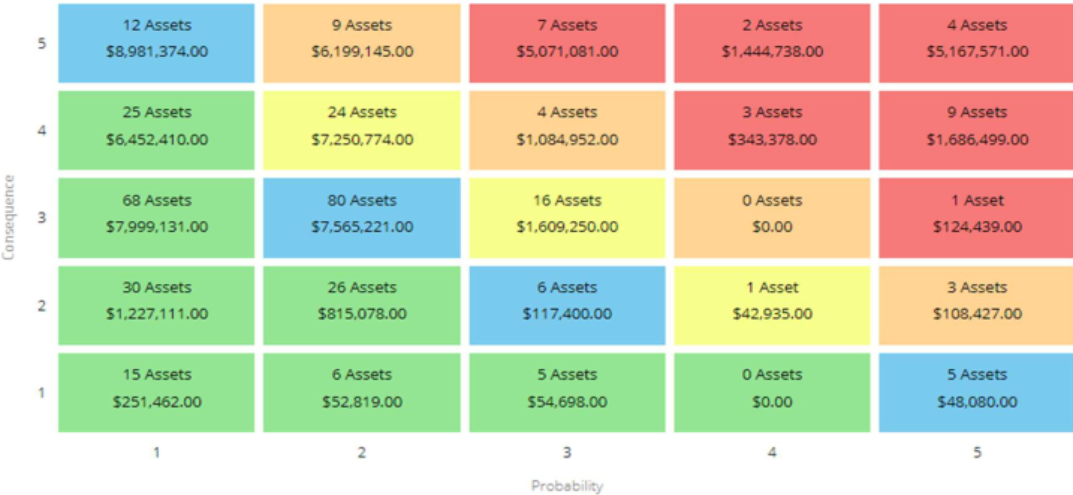 12 Assets
$8,981,374.00
9 Assets
$6,199,145.00
7 Assets
$5,071,081.00
2 Assets
$1,444,738.00
4 Assets
$5,167,571.00
5
25 Assets
$6,452,410.00
24 Assets
$7,250,774.00
4 Assets
$1,084,952.00
3 Assets
$343,378.00
9 Assets
$1,686,499.00
4
68 Assets
$7,999,131.00
80 Assets
$7,565,221.00
16 Assets
$1,609,250.00
0 Assets
$0.00
1 Asset
$124,439.00
3
Consequence
30 Assets
$1,227,111.00
26 Assets
$815,078.00
6 Assets
$117,400.00
1 Asset
$42,935.00
3 Assets
$108,427.00
2
15 Assets
$251,462.00
6 Assets
$52,819.00
5 Assets
$54,698.00
0 Assets
$0.00
5 Assets
$48,080.00
1
1
2
3
4
5
Probability